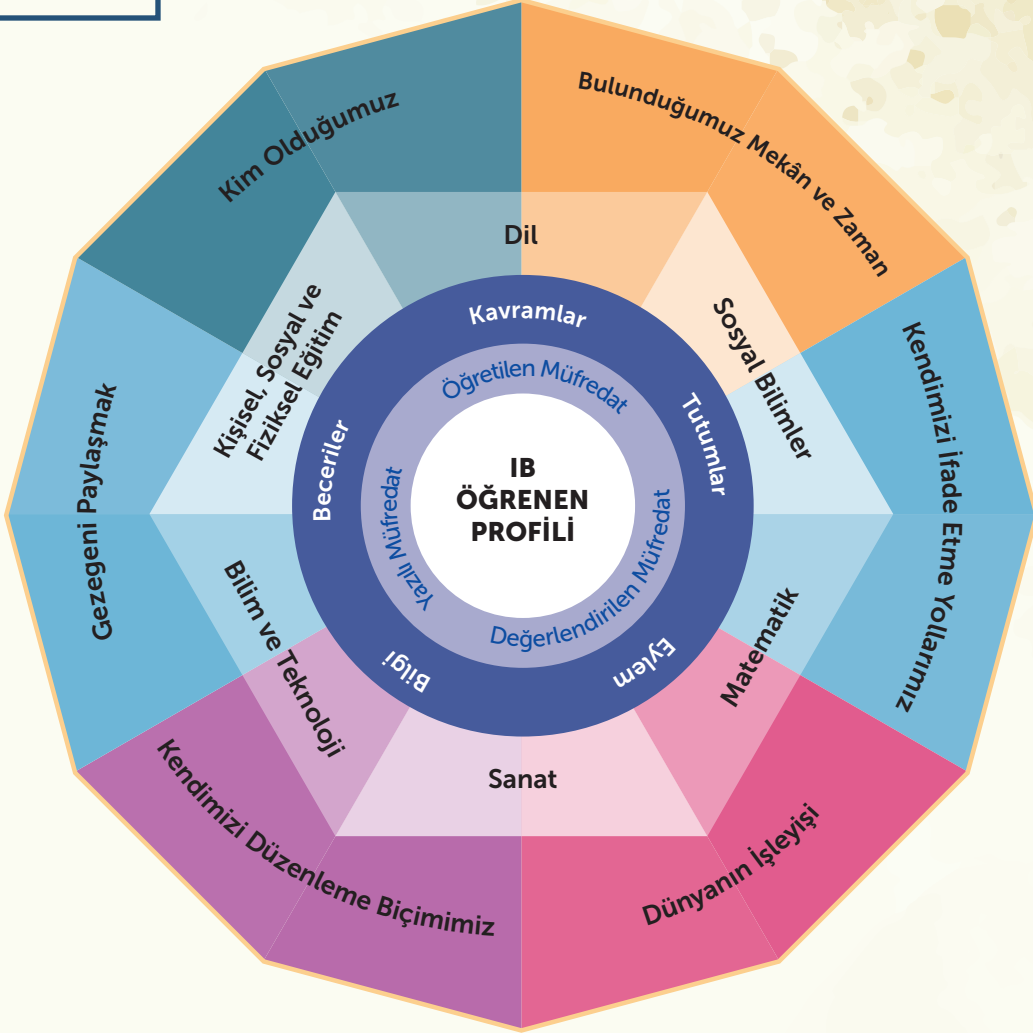 Kim Olduğumuz
Bulunduğumuz Mekân ve Zaman
Kendimizi İfade Etme Yollarımız
Dünyanın İşleyişi
Kendimizi Düzenleme Biçimimiz
Gezegeni Paylaşmak
Dil
Sosyal Bilimler
Matematik
Sanat
Bilim ve Teknoloji
Kişisel, Sosyal ve
Fiziksel Eğitim
Kavramlar
Tutumlar
Eylem
Bilgi
Beceriler
Öğretilen Müfredat
Değerlendirilen Müfredat
Yazılı Müfredat
IB
ÖĞRENEN
PROFİLİ